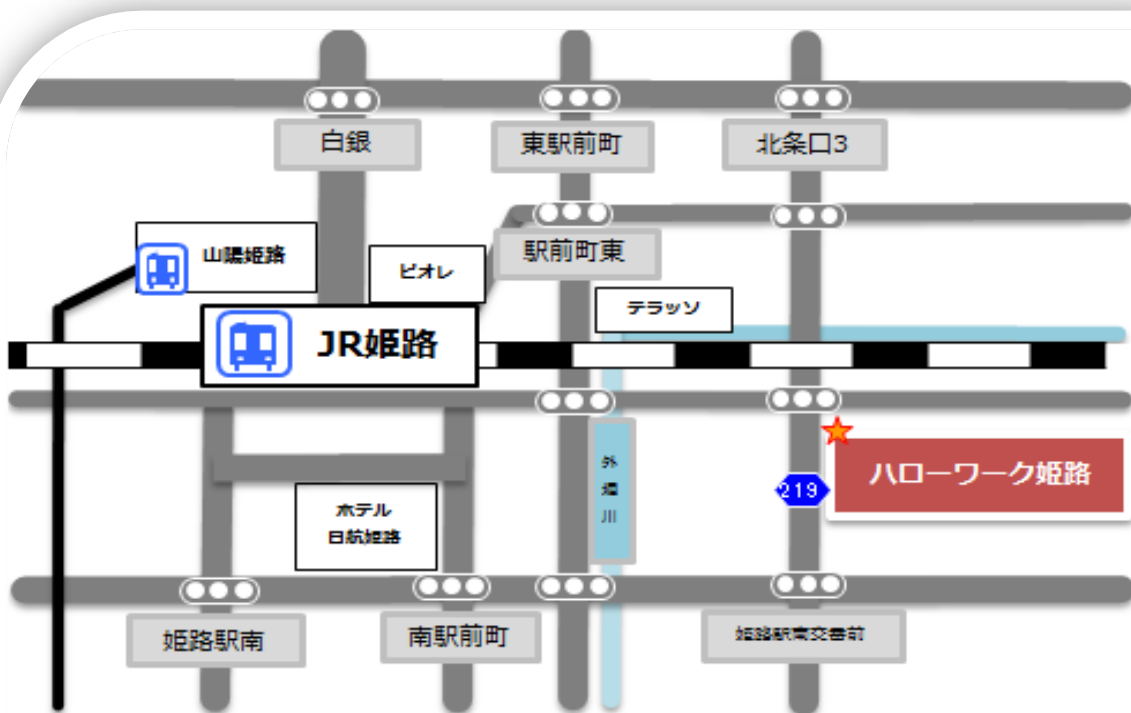 白銀
東駅前町
北条口3
山陽姫路
ピオレ
駅前町東
テラッソ
JR姫路
外堀川
ハローワーク姫路
219
ホテル
日航姫路
姫路駅南
南駅前町
姫路駅南交番前